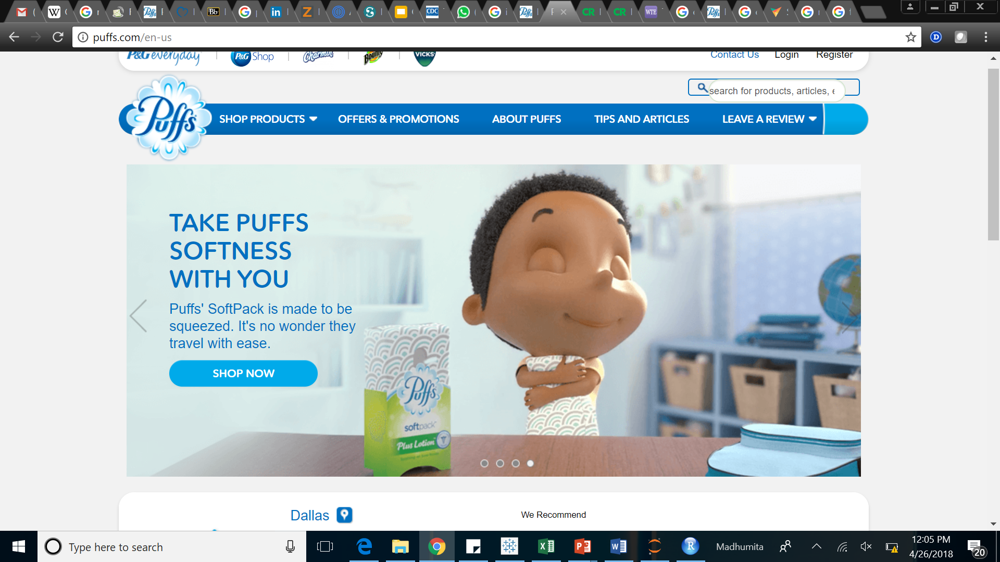 puffs.com/en-us
P&G everyday
P&G Shop
Charmin
Bounty
VICKS
Contact Us
Login
Register
search for products, articles, e
Puffs
SHOP PRODUCTS
OFFERS & PROMOTIONS
ABOUT PUFFS
TIPS AND ARTICLES
LEAVE A REVIEW
TAKE PUFFS
SOFTNESS
WITH YOU
Puffs' SoftPack is made to be
squeezed. It's no wonder they
travel with ease.
SHOP NOW
Puffs
softpack
Plus Lotion
Dallas
We Recommend
Type here to search
Madhumita
12:05 PM
4/26/2018
20